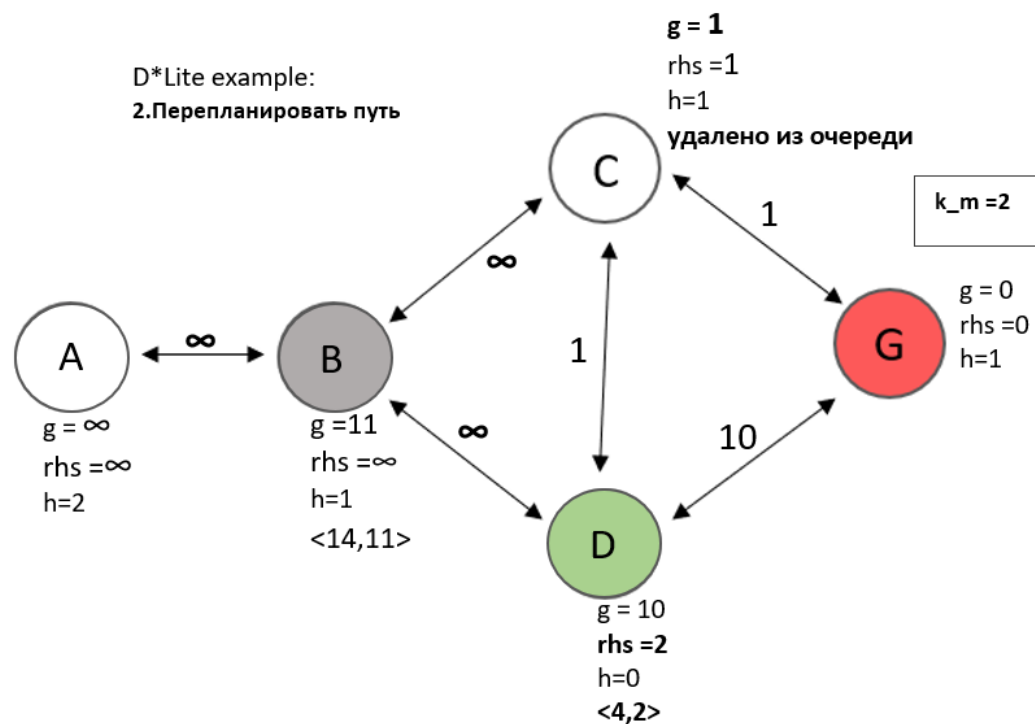 D*Lite example:
2.Перепланировать путь
g = 1
rhs =1
h=1
удалено из очереди
C
k_m =2
1
∞
g = 0
rhs =0
h=1
G
A
∞
B
1
g = ∞
rhs =∞
h=2
g =11
rhs =∞
h=1
<14,11>
∞
10
D
g = 10
rhs =2
h=0
<4,2>